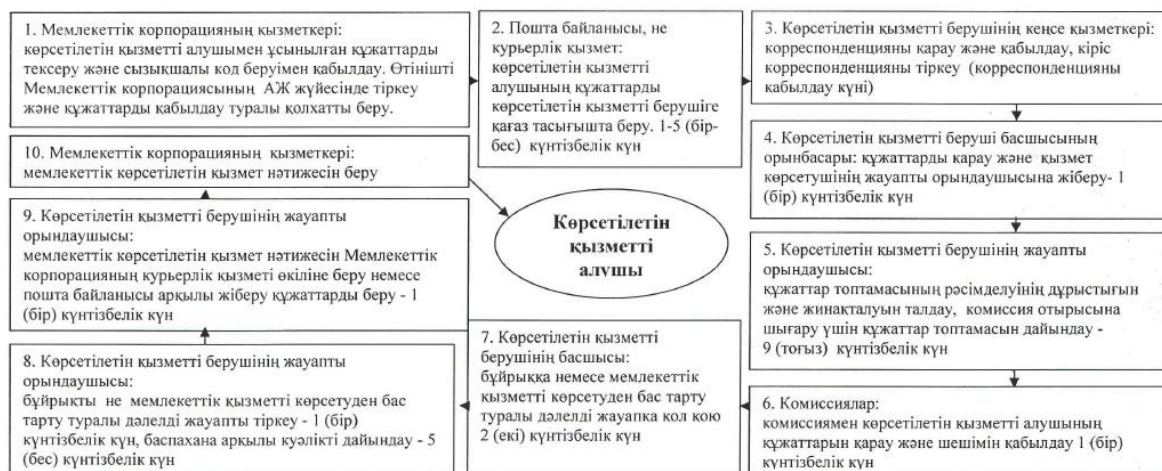 1. Мемлекеттік корпорацияның қызметкері:
көрсетілетін қызметті алушымен ұсынылған құжаттарды
тексеру және сызықшалы код беруімен қабылдау. Өтінішті
Мемлекеттік корпорациясының АЖ жүйесінде тіркеу
және құжаттарды қабылдау туралы қолхатты беру.
2. Пошта байланысы, не
курьерлік қызмет:
көрсетілетін қызметті
алушының құжаттарды
көрсетілетін қызметті берушіге
қағаз тасығышта беру. 1-5 (бір-
бес) күнтізбелік күн
3. Көрсетілетін қызметті берушінің кеңсе қызметкері:
корреспонденцияны қарау және қабылдау, кіріс
корреспонденцияны тіркеу (корреспонденцияны
қабылдау күні)
4. Көрсетілетін қызметті беруші басшысының
орынбасары: құжаттарды қарау және қызмет
көрсетушінің жауапты орындаушысына жіберу- 1
(бір) күнтізбелік күн
5. Көрсетілетін қызметті берушінің жауапты
орындаушысы:
құжаттар топтамасының рәсімделуінің дұрыстығын
және жинақталуын талдау, комиссия отырысына
шығару үшін құжаттар топтамасын дайындау -
9 (тоғыз) күнтізбелік күн
6. Комиссиялар:
комиссиямен көрсетілетін қызметті алушының
құжаттарын қарау және шешімін қабылдау 1 (бір)
күнтізбелік күн
7. Көрсетілетін қызметті
берушінің басшысы:
бұйрыққа немесе мемлекеттік
қызметті көрсетуден бас тарту
туралы дәлелді жауапка қол қою
2 (екі) күнтізбелік күн
8. Көрсетілетін қызметті берушінің жауапты
орындаушысы:
бұйрықты не мемлекеттік қызметті көрсетуден бас
тарту туралы дәлелді жауапты тіркеу - 1 (бір)
күнтізбелік күн, баспахана арқылы куәлікті дайындау - 5
(бес) күнтізбелік күн
9. Көрсетілетін қызметті берушінің жауапты
орындаушысы:
мемлекеттік көрсетілетін қызмет нәтижесін Мемлекеттік
корпорацияның курьерлік қызметі өкіліне беру немесе
пошта байланысы арқылы жіберу құжаттарды беру - 1
(бір) күнтізбелік күн
10. Мемлекеттік корпорацияның қызметкері:
мемлекеттік көрсетілетін қызмет нәтижесін беру
Көрсетілетін
қызметті
алушы